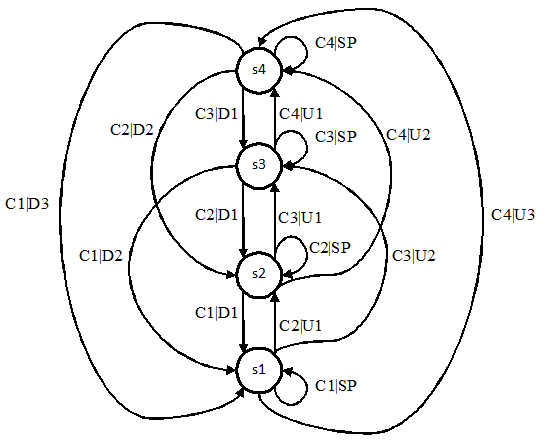 C4|SP
s4
C3|D1
C4|U1
C2|D2
C4|U2
C3|SP
s3
C1|D3
C2|D1
C3|U1
C4|U3
C1|D2
C2|SP
C3|U2
s2
C1|D1
C2|U1
s1
C1|SP